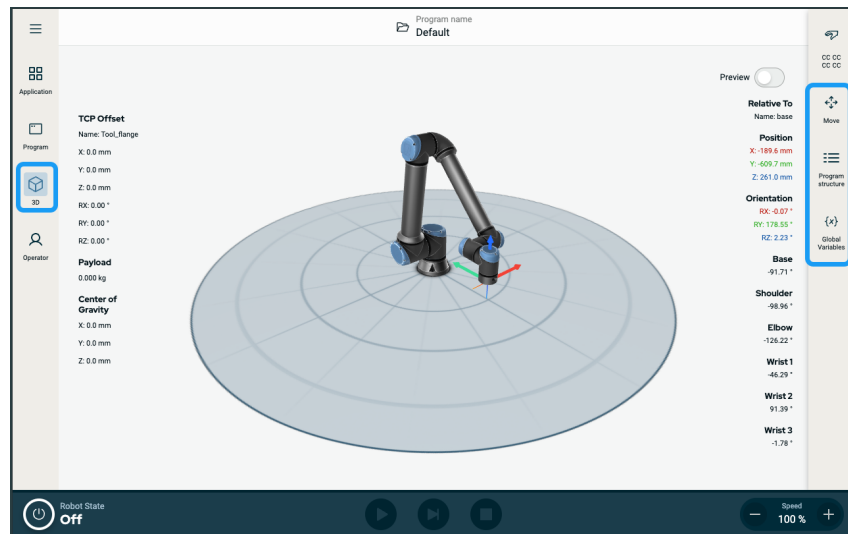 Program name
Default
Application
Program
3D
Operator
TCP Offset
Name: Tool_flange
X: 0.0 mm
Y: 0.0 mm
Z: 0.0 mm
RX: 0.00 °
RY: 0.00 °
RZ: 0.00 °
Payload
0.000 kg
Center of
Gravity
X: 0.0 mm
Y: 0.0 mm
Z: 0.0 mm
Preview
Relative To
Name: base
Position
X: -189.6 mm
Y: -609.7 mm
Z: 261.0 mm
Orientation
RX: -0.07 °
RY: 178.55 °
RZ: 2.23 °
Base
-91.71 °
Shoulder
-98.96 °
Elbow
-126.22 °
Wrist 1
-46.29 °
Wrist 2
91.39 °
Wrist 3
-1.78 °
CC CC
CC CC
Move
Program
structure
{x}
Global
Variables
Robot State
Off
Speed
100 %